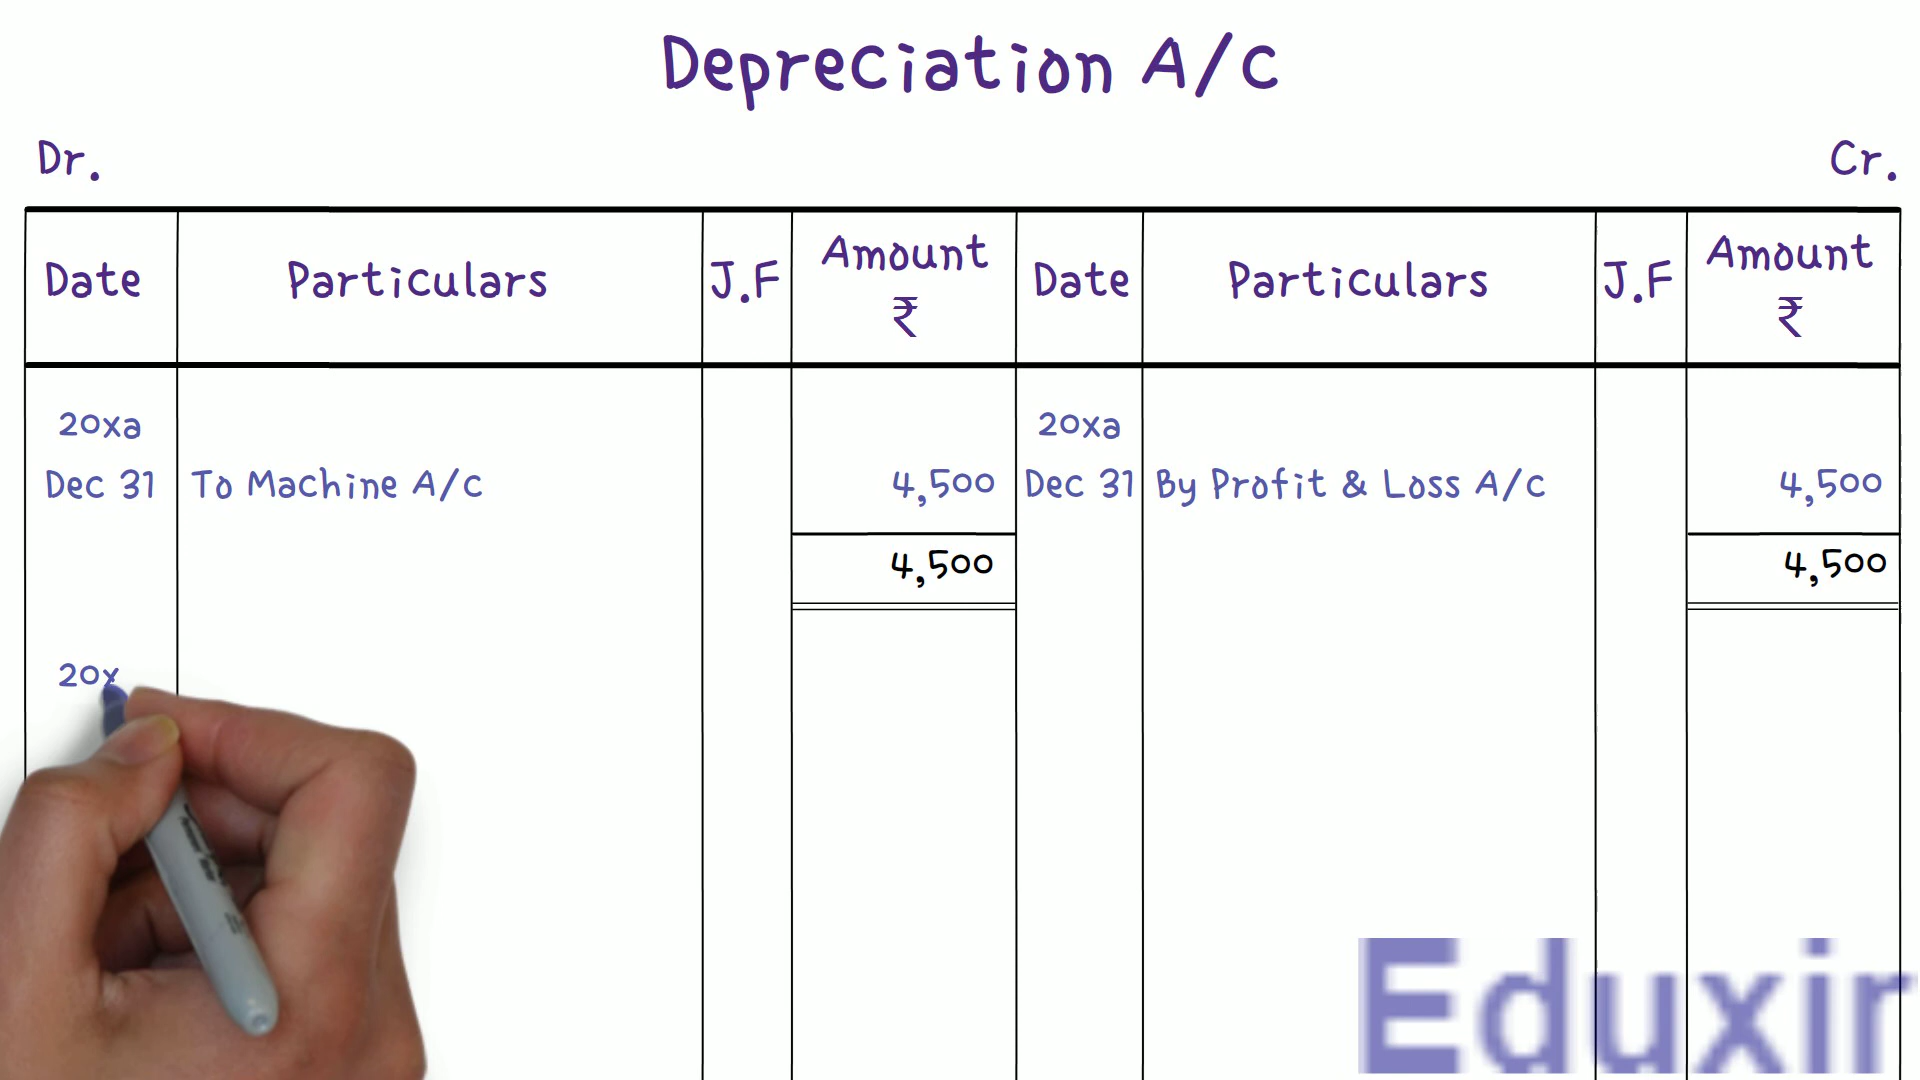 Depreciation A/c
Dr. Cr.
Date Particulars J.F Amount ₹ Date Particulars J.F Amount ₹
20xa 20xa
Dec 31 To Machine A/c 4,500 Dec 31 By Profit & Loss A/c 4,500
4,500 4,500
20x
Eduxir